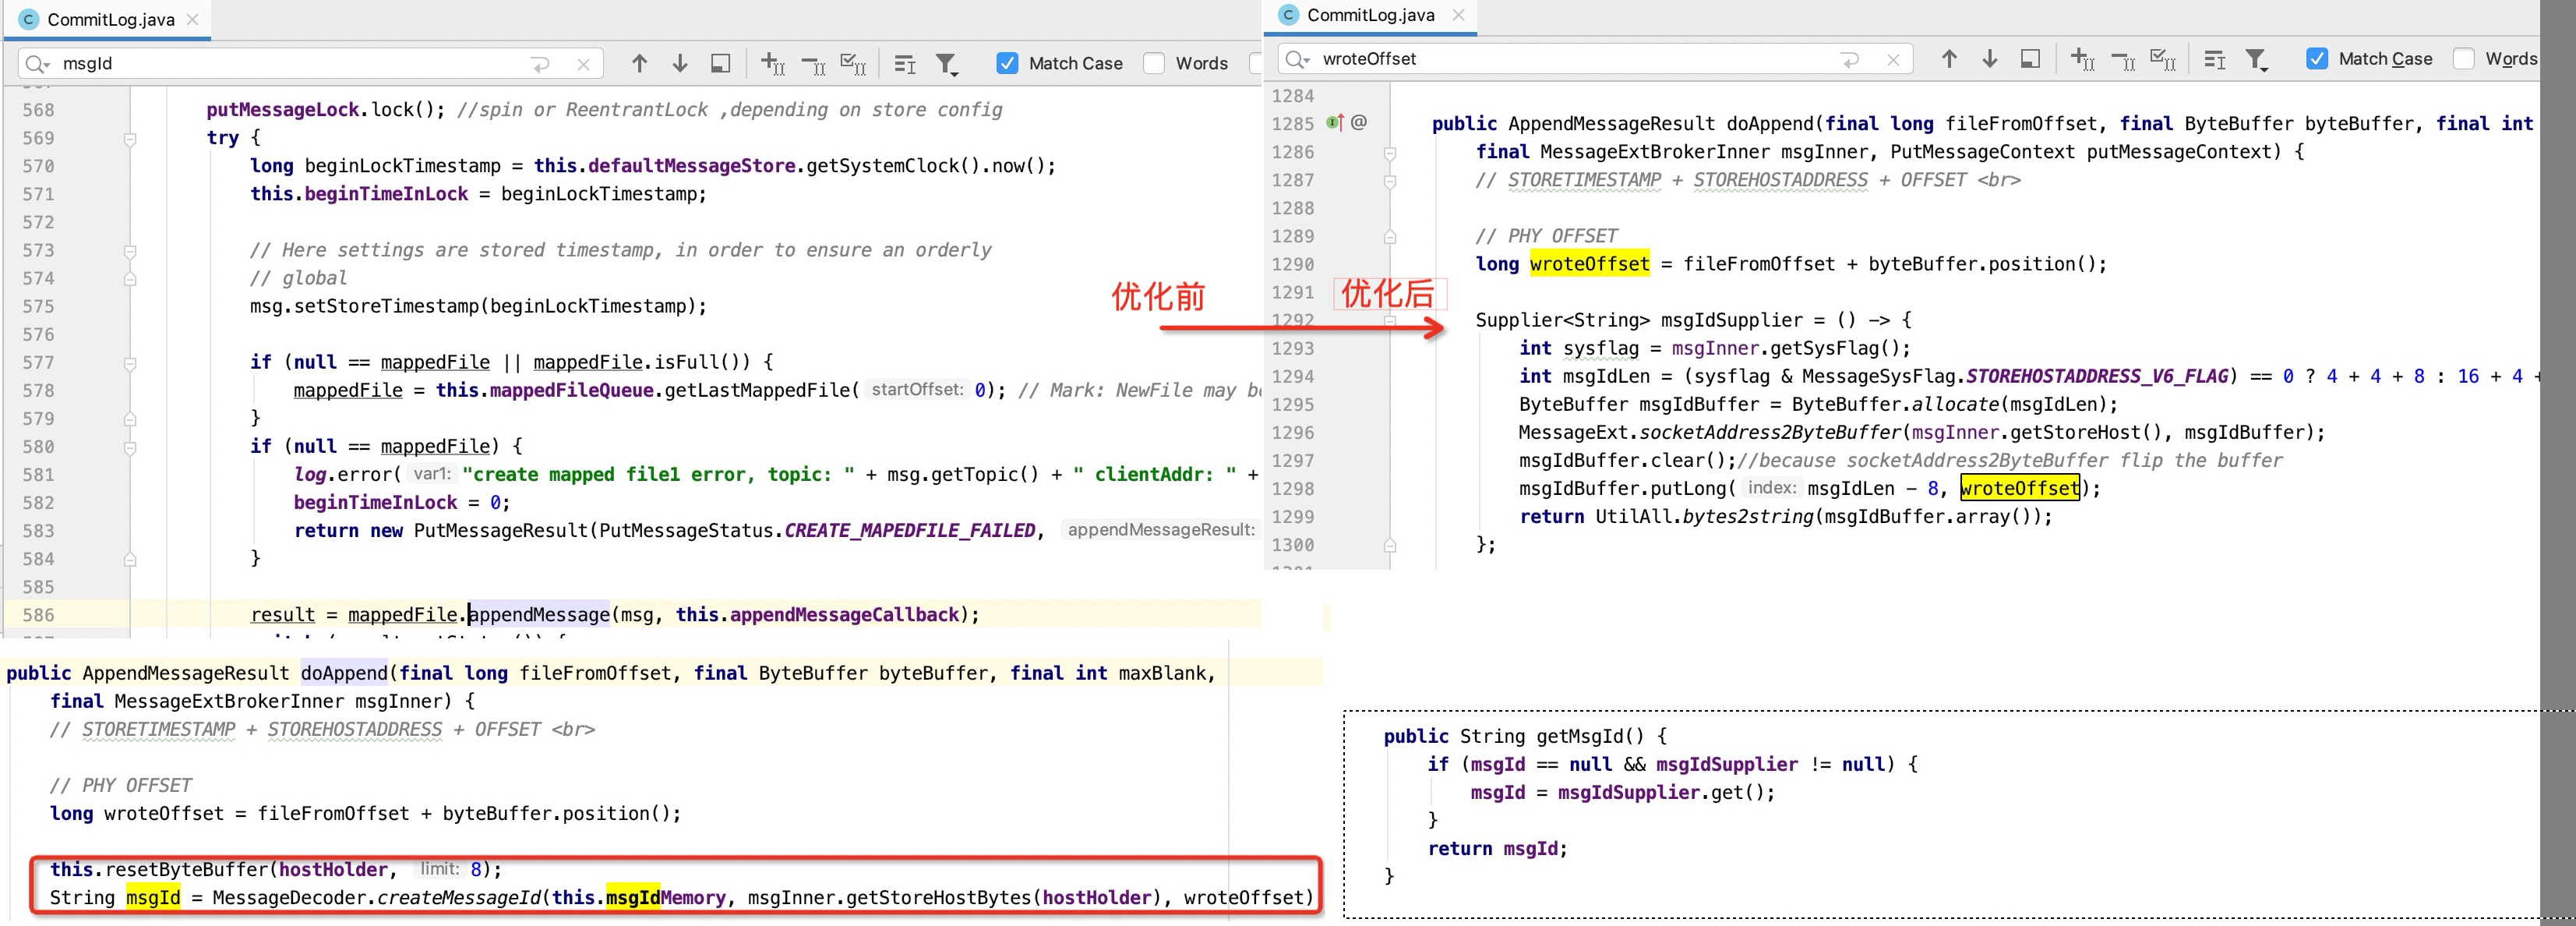 CommitLog.java
msgId
Match Case
Words
568 putMessageLock.lock(); //spin or ReentrantLock ,depending on store config
569 try {
570 long beginLockTimestamp = this.defaultMessageStore.getSystemClock().now();
571 this.beginTimeInLock = beginLockTimestamp;
572
573 // Here settings are stored timestamp, in order to ensure an orderly
574 // global
575 msg.setStoreTimestamp(beginLockTimestamp);
576
577 if (null == mappedFile || mappedFile.isFull()) {
578 mappedFile = this.mappedFileQueue.getLastMappedFile( startOffset: 0); // Mark: NewFile may
579 }
580 if (null == mappedFile) {
581 log.error( var1: "create mapped file1 error, topic: " + msg.getTopic() + " clientAddr: " +
582 beginTimeInLock = 0;
583 return new PutMessageResult(PutMessageStatus.CREATE_MAPEDFILE_FAILED, appendMessageResult:
584 }
585
586 result = mappedFile.appendMessage(msg, this.appendMessageCallback);
public AppendMessageResult doAppend(final long fileFromOffset, final ByteBuffer byteBuffer, final int maxBlank,
final MessageExtBrokerInner msgInner) {
// STORETIMESTAMP + STOREHOSTADDRESS + OFFSET <br>
// PHY OFFSET
long wroteOffset = fileFromOffset + byteBuffer.position();
this.resetByteBuffer(hostHolder, limit: 8);
String msgId = MessageDecoder.createMessageId(this.msgIdMemory, msgInner.getStoreHostBytes(hostHolder), wroteOffset)
优化前
优化后
CommitLog.java
wroteOffset
Match Case
Words
1284
1285 @ public AppendMessageResult doAppend(final long fileFromOffset, final ByteBuffer byteBuffer, final int
1286 final MessageExtBrokerInner msgInner, PutMessageContext putMessageContext) {
1287 // STORETIMESTAMP + STOREHOSTADDRESS + OFFSET <br>
1288
1289 // PHY OFFSET
1290 long wroteOffset = fileFromOffset + byteBuffer.position();
1291
1292 Supplier<String> msgIdSupplier = () -> {
1293 int sysflag = msgInner.getSysFlag();
1294 int msgIdLen = (sysflag & MessageSysFlag.STOREHOSTADDRESS_V6_FLAG) == 0 ? 4 + 4 + 8 : 16 + 4 +
1295 ByteBuffer msgIdBuffer = ByteBuffer.allocate(msgIdLen);
1296 MessageExt.socketAddress2ByteBuffer(msgInner.getStoreHost(), msgIdBuffer);
1297 msgIdBuffer.clear();//because socketAddress2ByteBuffer flip the buffer
1298 msgIdBuffer.putLong( index: msgIdLen - 8, wroteOffset);
1299 return UtilAll.bytes2string(msgIdBuffer.array());
1300 };
public String getMsgId() {
if (msgId == null && msgIdSupplier != null) {
msgId = msgIdSupplier.get();
}
return msgId;
}